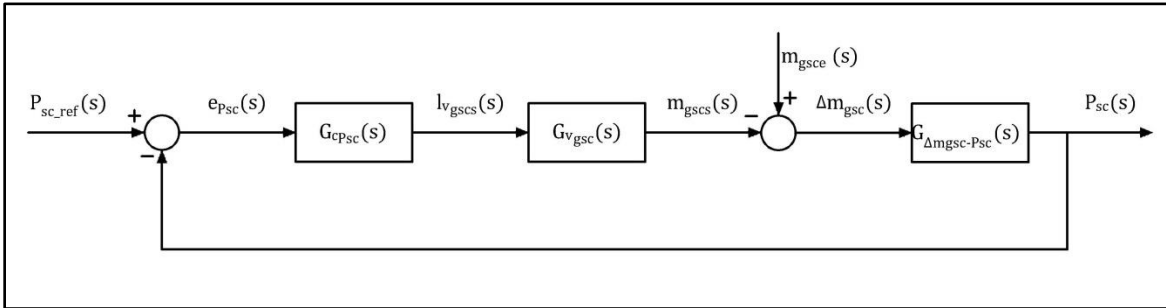 m_gsce (s)
P_sc_ref(s) + e_Psc(s) l_vgscs(s) m_gscs(s) − + Δm_gsc(s) P_sc(s)
− G_cPsc(s) G_vgsc(s) G_Δmgsc-Psc(s)